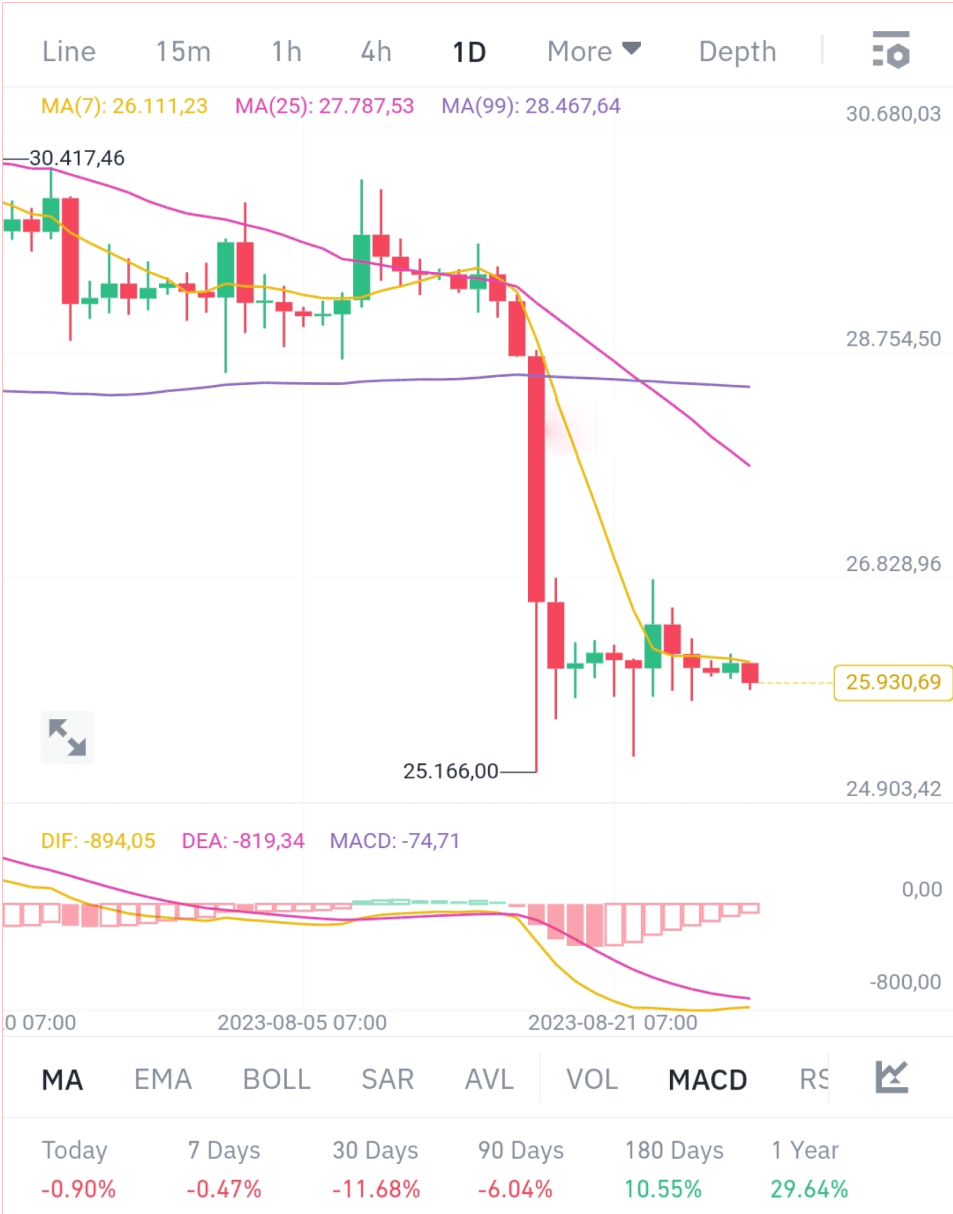 Line 15m 1h 4h 1D More Depth
MA(7): 26.111,23 MA(25): 27.787,53 MA(99): 28.467,64
30.680,03
30.417,46
28.754,50
26.828,96
25.930,69
25.166,00
24.903,42
DIF: -894,05 DEA: -819,34 MACD: -74,71
0,00
-800,00
0 07:00 2023-08-05 07:00 2023-08-21 07:00
MA EMA BOLL SAR AVL VOL MACD RS
Today 7 Days 30 Days 90 Days 180 Days 1 Year
-0.90% -0.47% -11.68% -6.04% 10.55% 29.64%